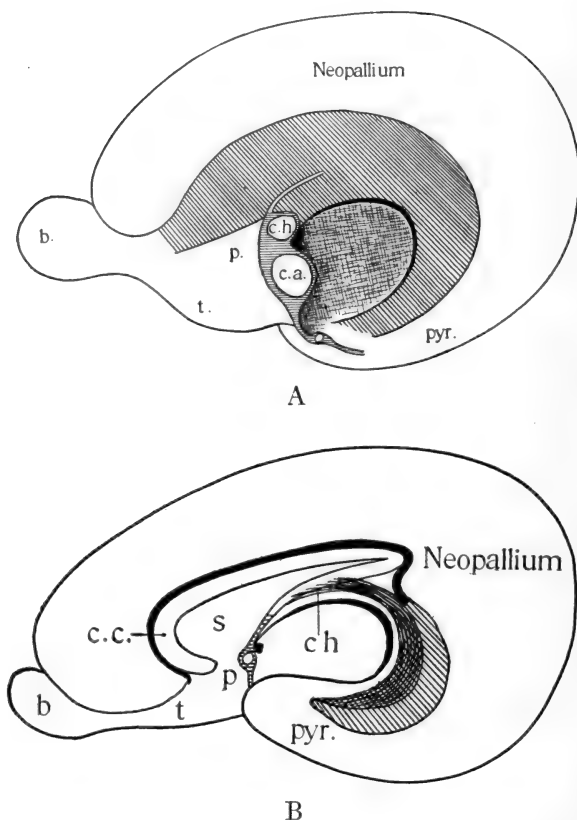 Neopallium
b.
c.h.
p.
c.a.
t.
pyr.
A
Neopallium
c.c.
s
c h
b
p
t
pyr.
B